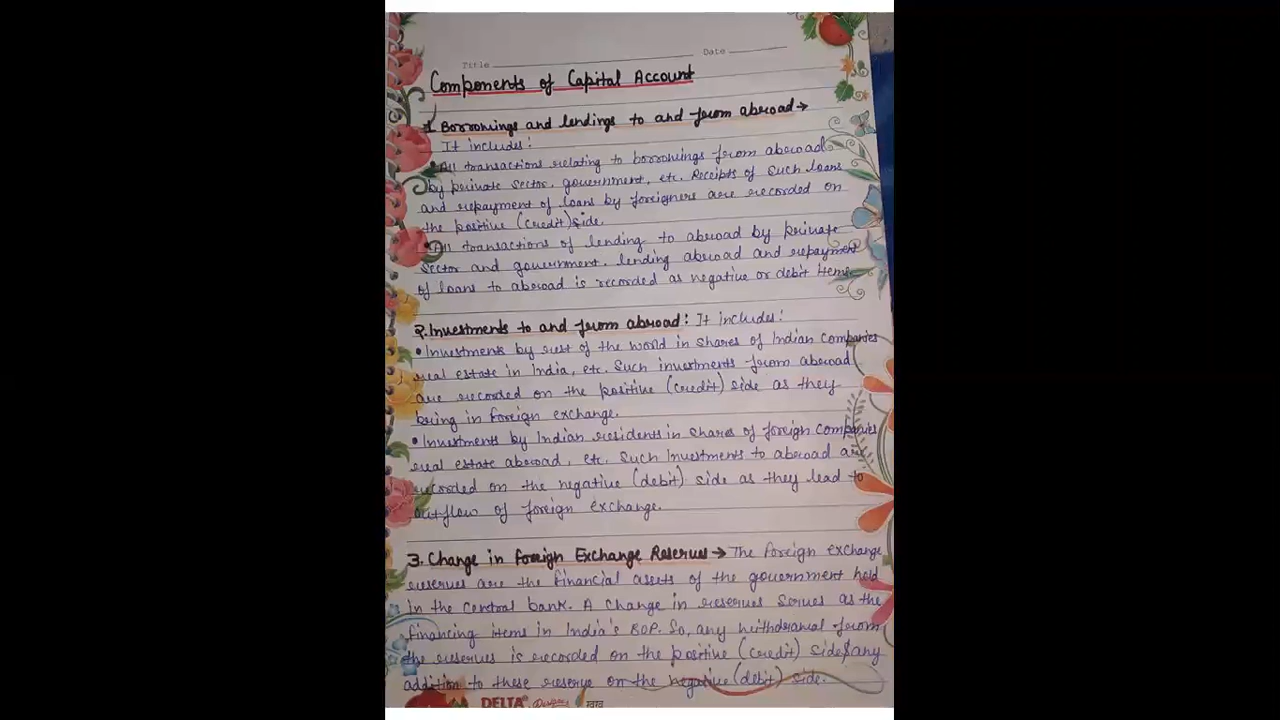 Title Date
Components of Capital Account
1. Borrowings and lendings to and from abroad→
It includes:
• All transactions relating to borrowings from abroad
by private sector, government, etc. Receipts of such loans
and repayment of loans by foreigners are recorded on
the positive (credit) side.
• All transactions of lending to abroad by private
sector and government. lending abroad and repayment
of loans to abroad is recorded as negative or debit items.
2. Investments to and from abroad: It includes:
• Investments by rest of the world in shares of Indian companies
real estate in India, etc. Such investments from abroad
are recorded on the positive (credit) side as they
bring in foreign exchange.
• Investments by Indian residents in shares of foreign companies
real estate abroad, etc. Such Investments to abroad are
recorded on the negative (debit) side as they lead to
outflow of foreign exchange.
3. Change in Foreign Exchange Reserves → The foreign exchange
reserves are the financial assets of the government held
in the central bank. A change in reserves serves as the
financing items in India's BOP. So, any withdrawal from
the reserves is recorded on the positive (credit) side & any
addition to these reserve on the negative (debit) side.
DELTA Designer